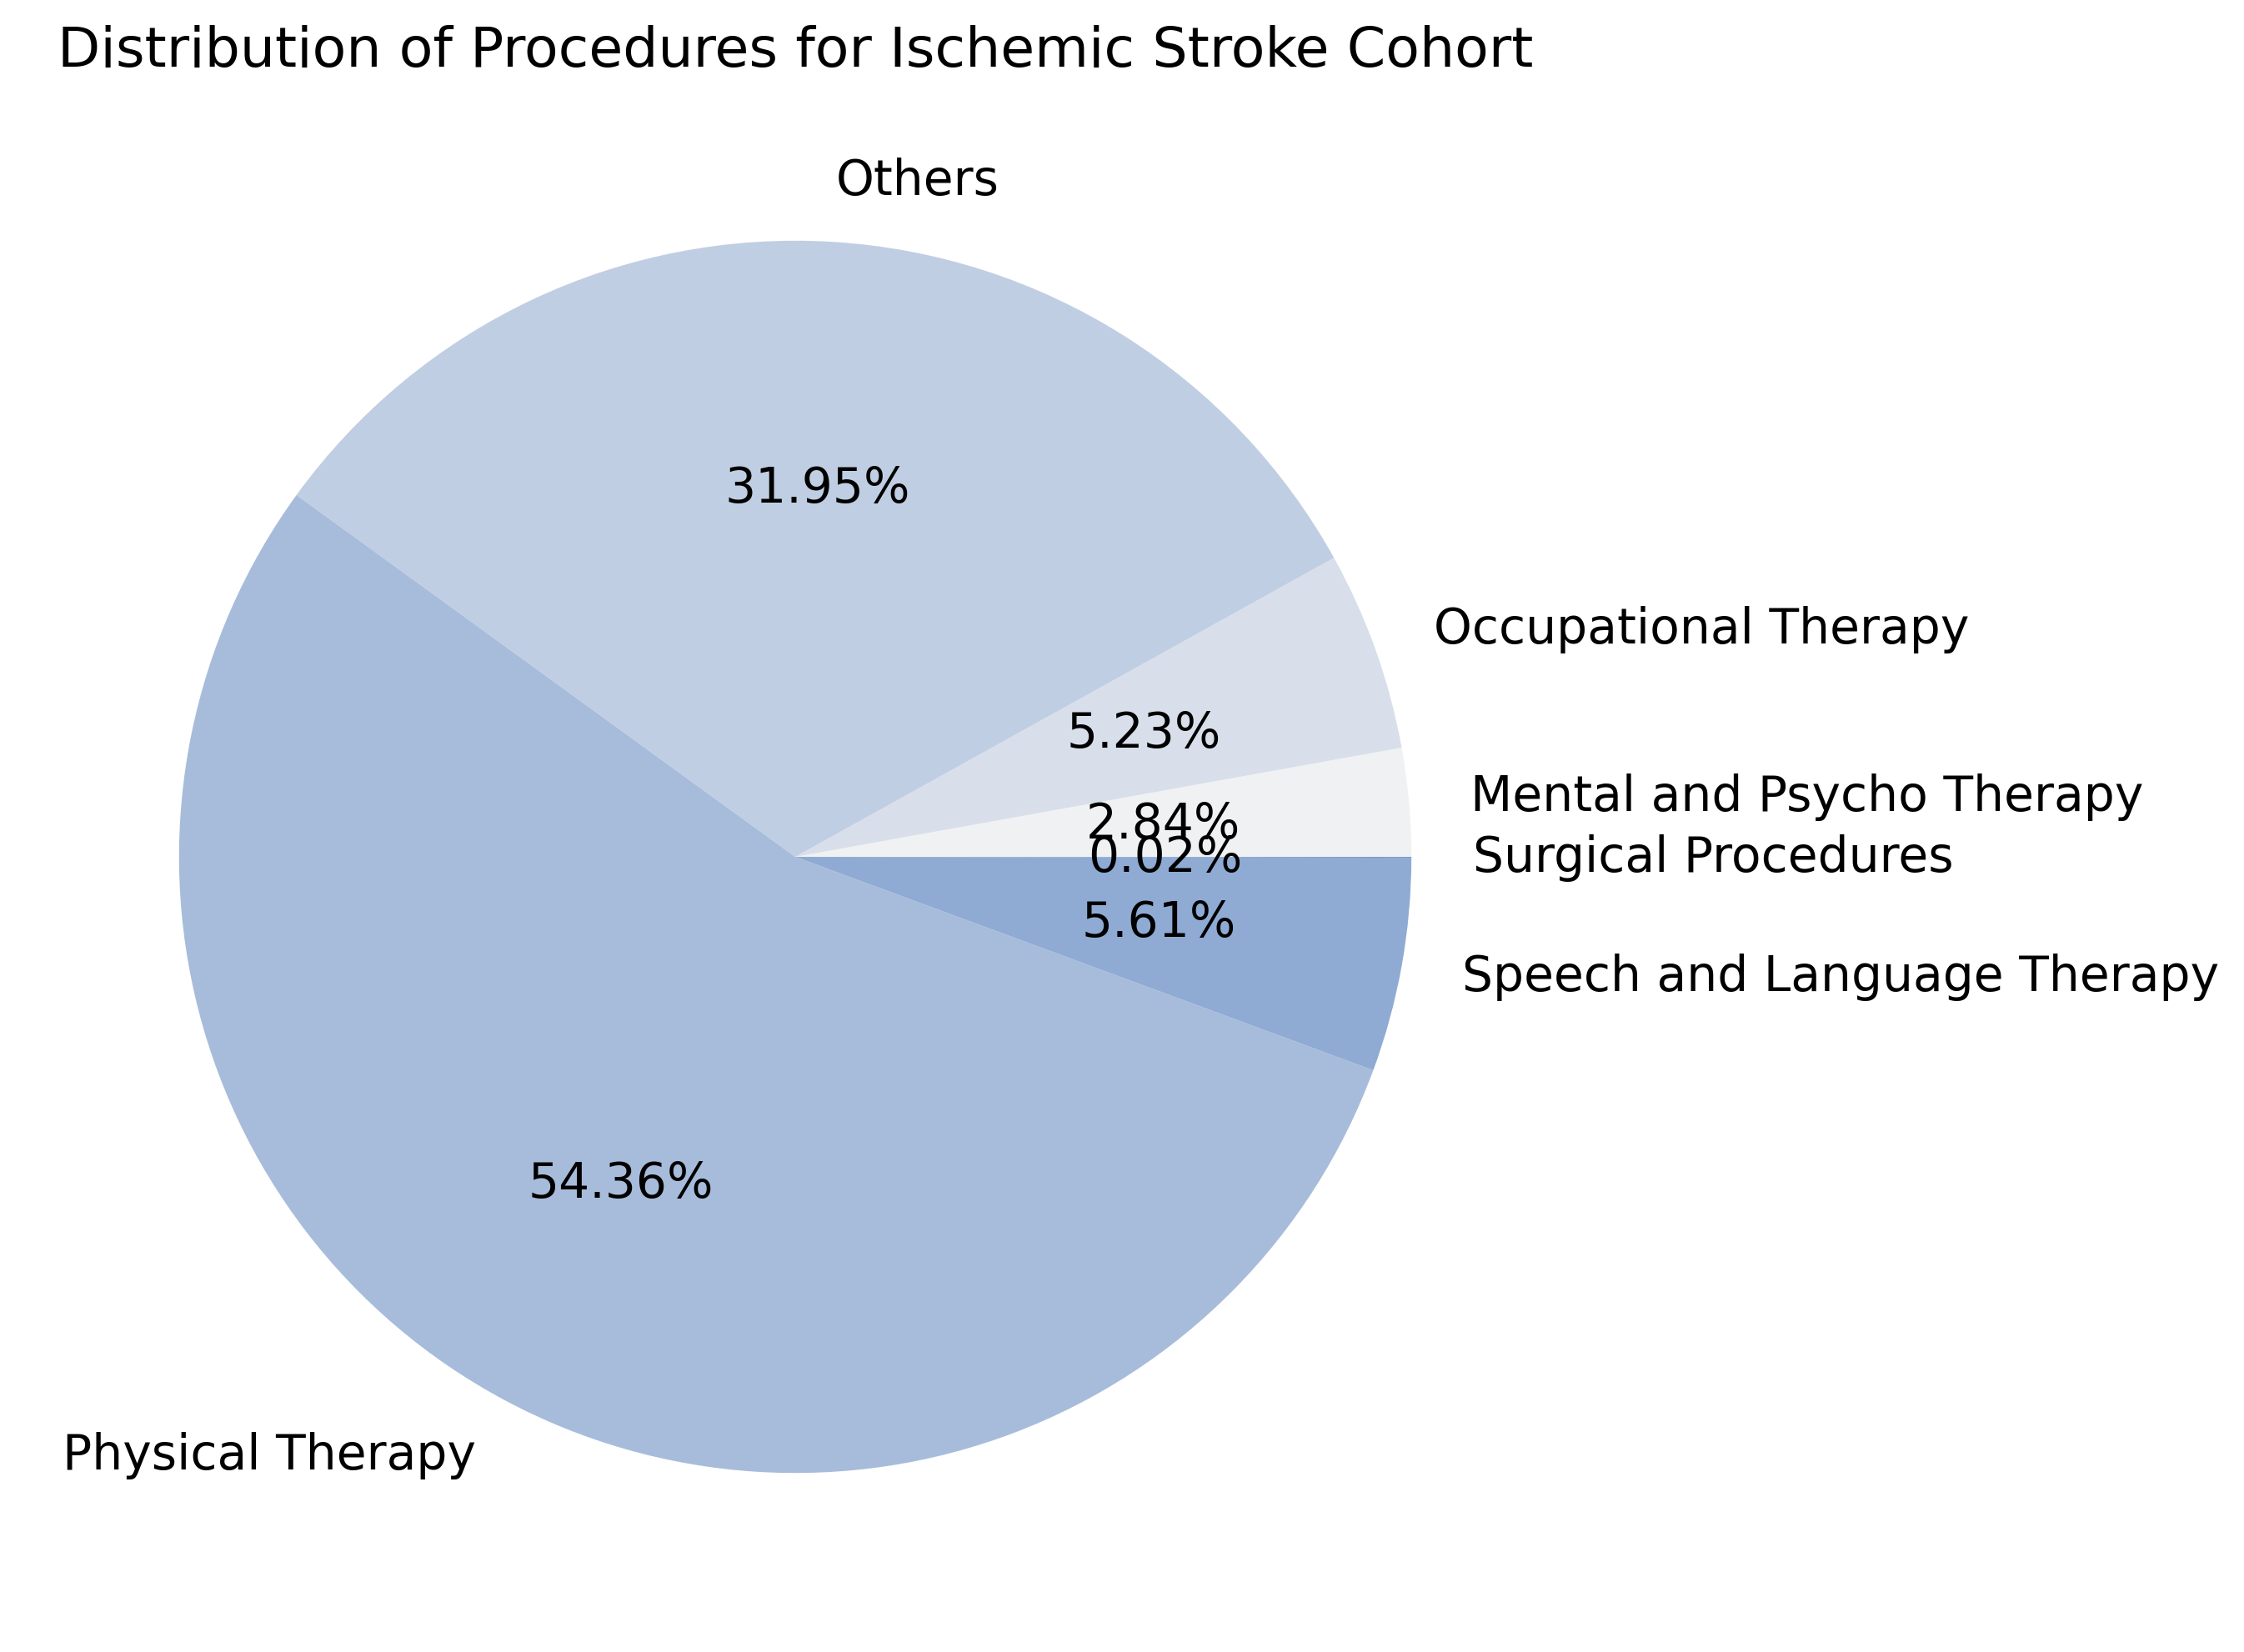 Distribution of Procedures for Ischemic Stroke Cohort
Others
31.95%
Occupational Therapy
5.23%
Mental and Psycho Therapy
2.84%
Surgical Procedures
0.02%
5.61%
Speech and Language Therapy
54.36%
Physical Therapy